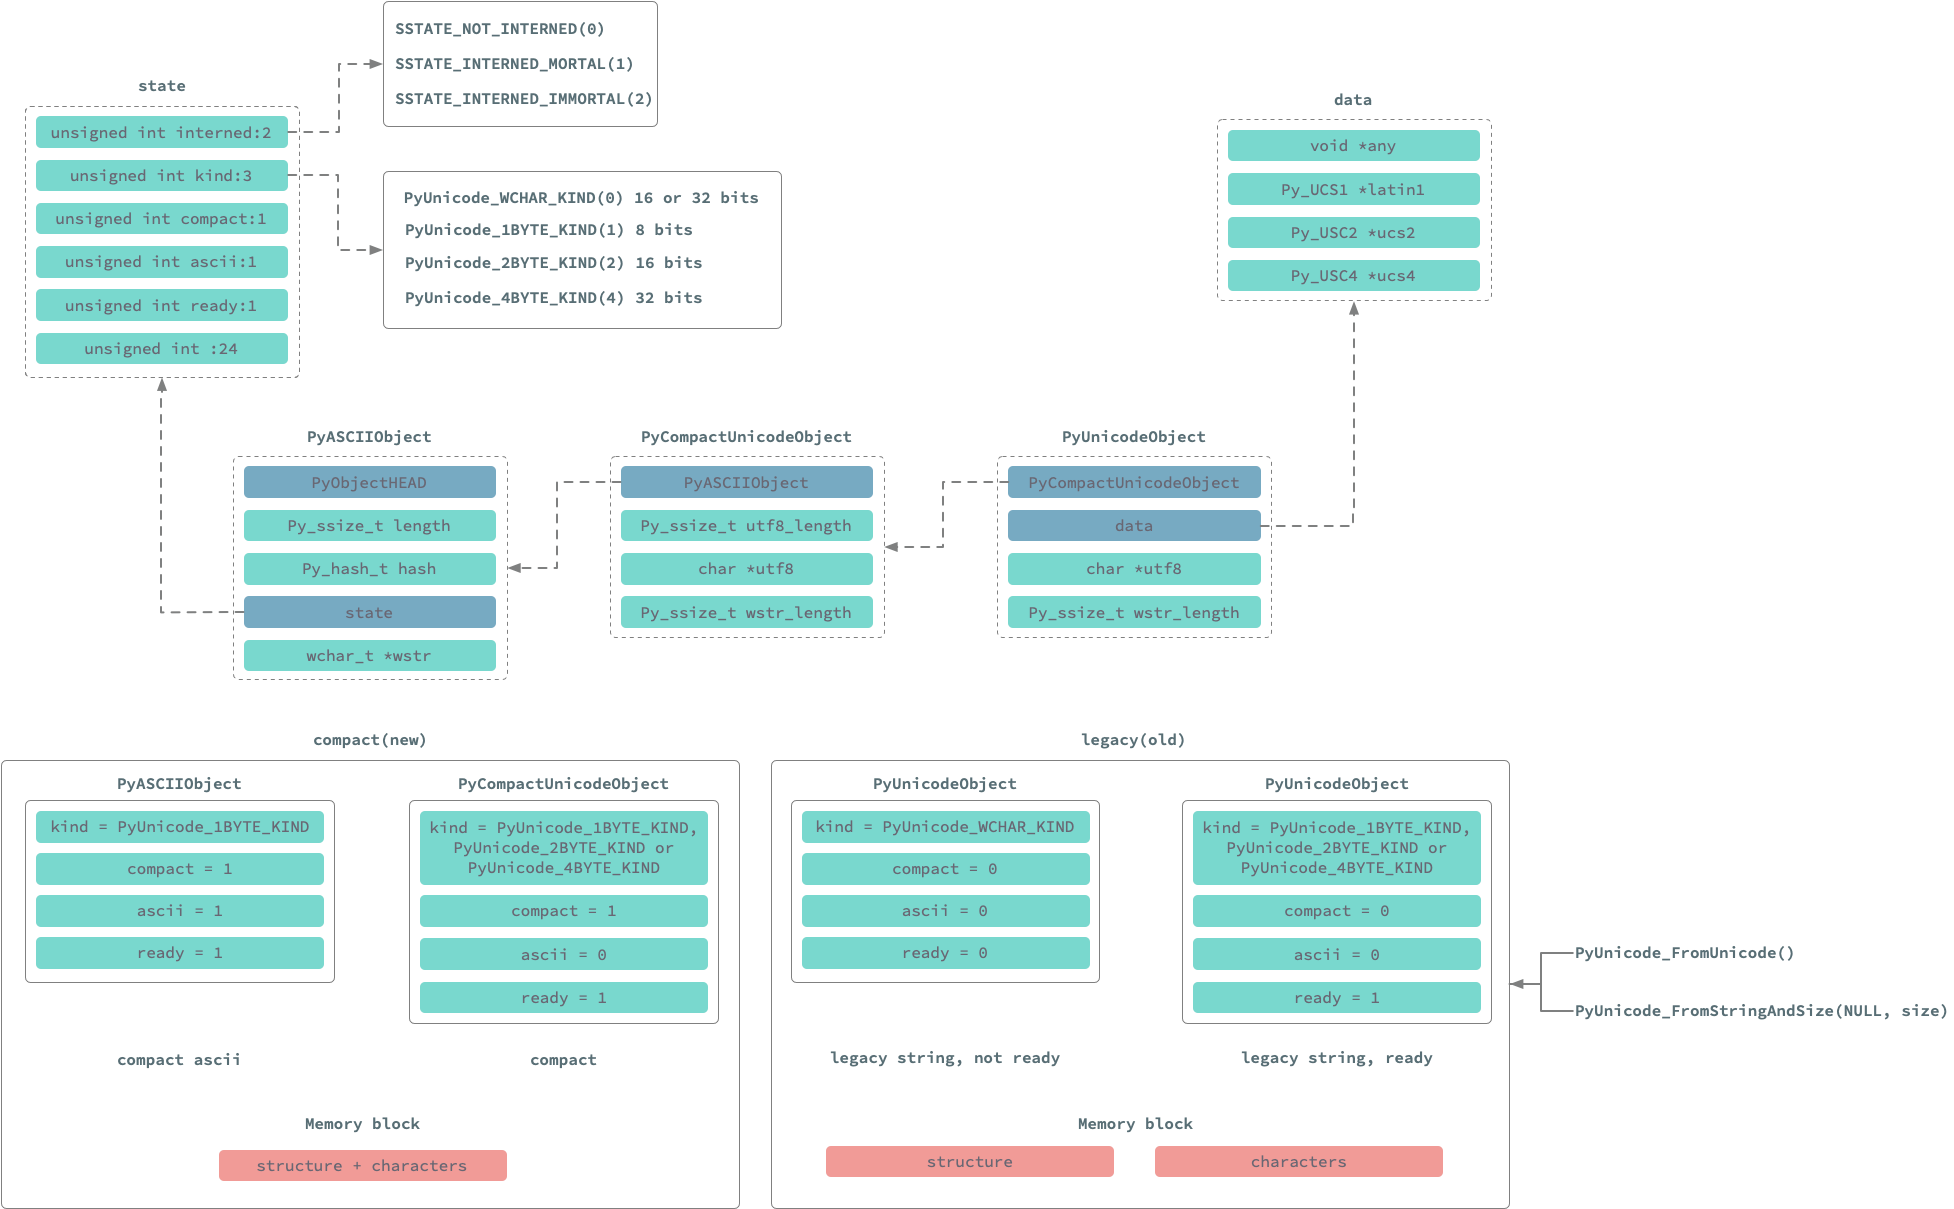 SSTATE_NOT_INTERNED(0)
SSTATE_INTERNED_MORTAL(1)
SSTATE_INTERNED_IMMORTAL(2)
state
unsigned int interned:2
unsigned int kind:3
unsigned int compact:1
unsigned int ascii:1
unsigned int ready:1
unsigned int :24
PyUnicode_WCHAR_KIND(0) 16 or 32 bits
PyUnicode_1BYTE_KIND(1) 8 bits
PyUnicode_2BYTE_KIND(2) 16 bits
PyUnicode_4BYTE_KIND(4) 32 bits
data
void *any
Py_UCS1 *latin1
Py_USC2 *ucs2
Py_USC4 *ucs4
PyASCIIObject
PyObjectHEAD
Py_ssize_t length
Py_hash_t hash
state
wchar_t *wstr
PyCompactUnicodeObject
PyASCIIObject
Py_ssize_t utf8_length
char *utf8
Py_ssize_t wstr_length
PyUnicodeObject
PyCompactUnicodeObject
data
char *utf8
Py_ssize_t wstr_length
compact(new)
PyASCIIObject
kind = PyUnicode_1BYTE_KIND
compact = 1
ascii = 1
ready = 1
compact ascii
PyCompactUnicodeObject
kind = PyUnicode_1BYTE_KIND,
PyUnicode_2BYTE_KIND or
PyUnicode_4BYTE_KIND
compact = 1
ascii = 0
ready = 1
compact
Memory block
structure + characters
legacy(old)
PyUnicodeObject
kind = PyUnicode_WCHAR_KIND
compact = 0
ascii = 0
ready = 0
legacy string, not ready
PyUnicodeObject
kind = PyUnicode_1BYTE_KIND,
PyUnicode_2BYTE_KIND or
PyUnicode_4BYTE_KIND
compact = 0
ascii = 0
ready = 1
legacy string, ready
Memory block
structure
characters
PyUnicode_FromUnicode()
PyUnicode_FromStringAndSize(NULL, size)